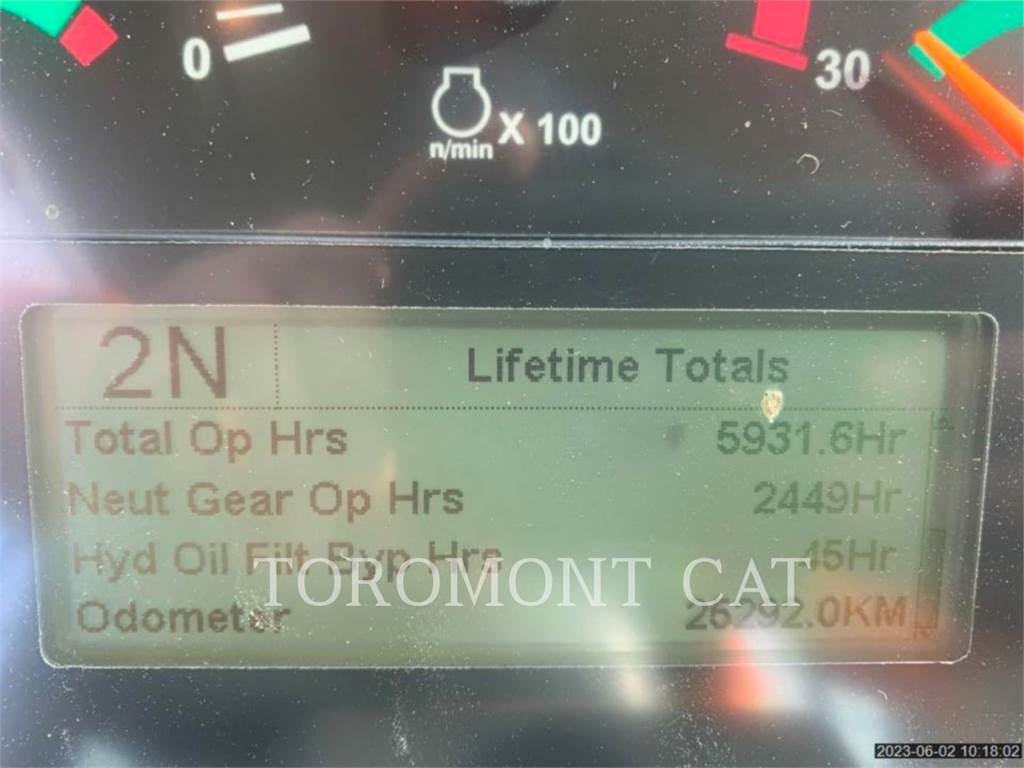 0
30
n/min X 100
2N Lifetime Totals
Total Op Hrs 5931.6Hr
Neut Gear Op Hrs 2449Hr
Hyd Oil Filt Byp Hrs 45Hr
TOROMONT CAT
Odometer 26292.0KM
2023-06-02 10:18:02